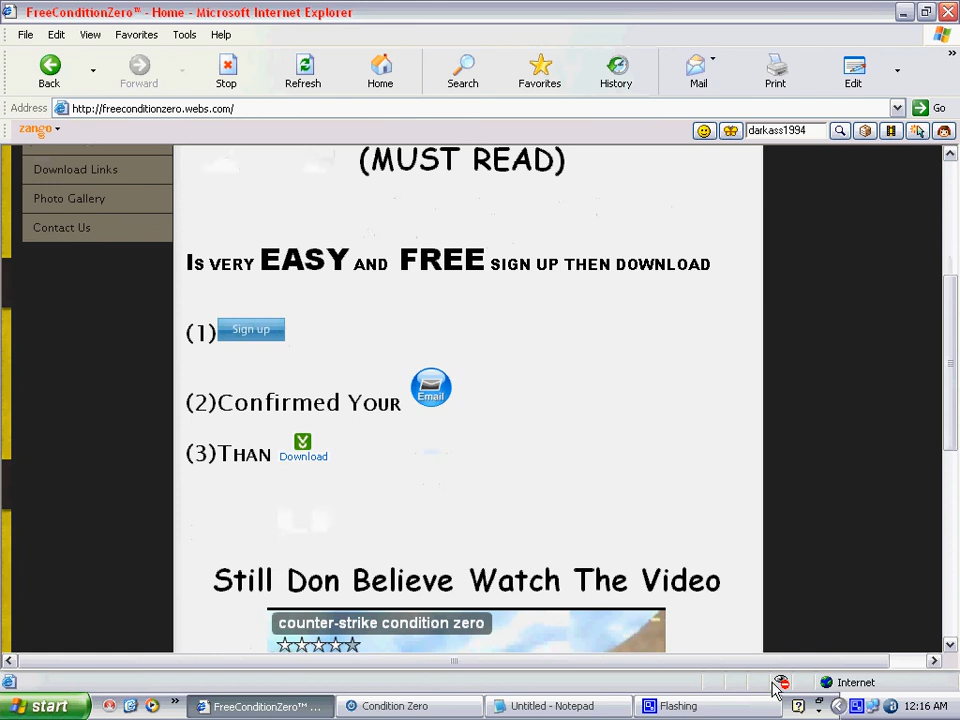 FreeConditionZero™ - Home - Microsoft Internet Explorer
File Edit View Favorites Tools Help
Back Forward Stop Refresh Home Search Favorites History Mail Print Edit
Address http://freeconditionzero.webs.com/ Go
zango darkass1994
Download Links
Photo Gallery
Contact Us
(MUST READ)
IS VERY EASY AND FREE SIGN UP THEN DOWNLOAD
(1) Sign up
(2)Confirmed YOUR Email
(3)THAN Download
Still Don Believe Watch The Video
counter-strike condition zero
Internet
start FreeConditionZero™ ... Condition Zero Untitled - Notepad Flashing 12:16 AM